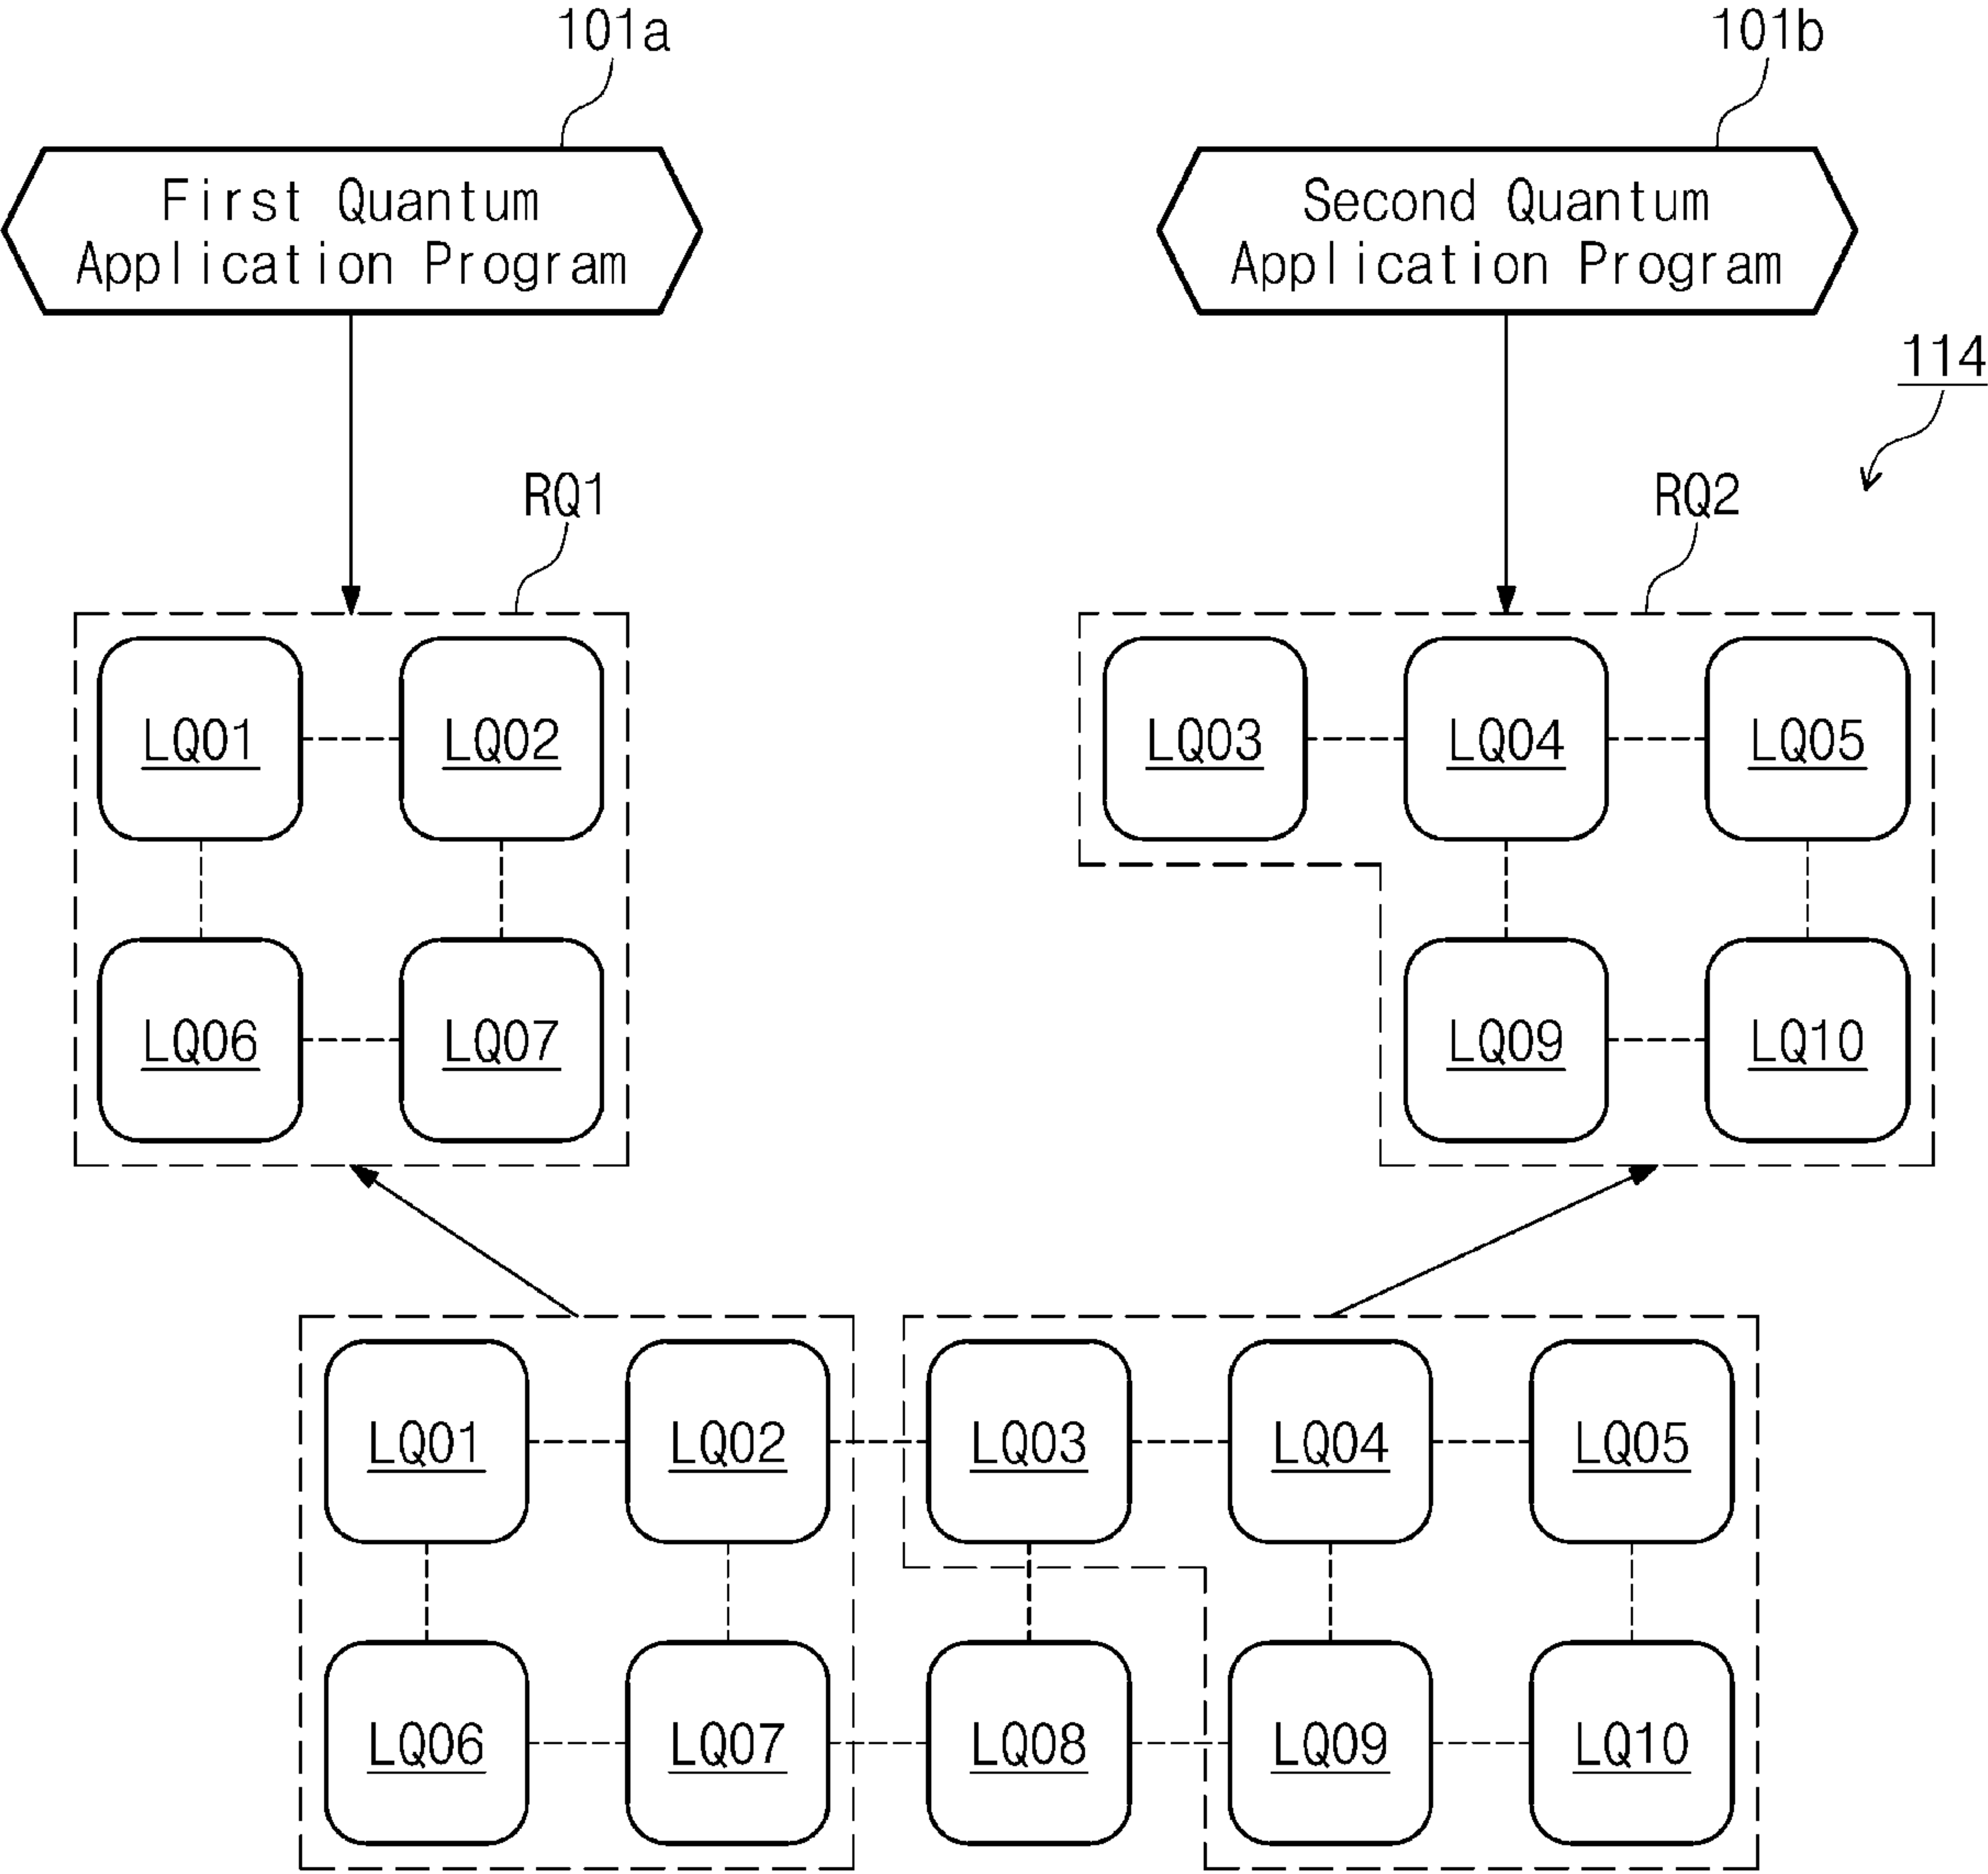 101a
101b
First Quantum
Application Program
Second Quantum
Application Program
114
RQ1
RQ2
LQ01
LQ02
LQ03
LQ04
LQ05
LQ06
LQ07
LQ09
LQ10
LQ01
LQ02
LQ03
LQ04
LQ05
LQ06
LQ07
LQ08
LQ09
LQ10